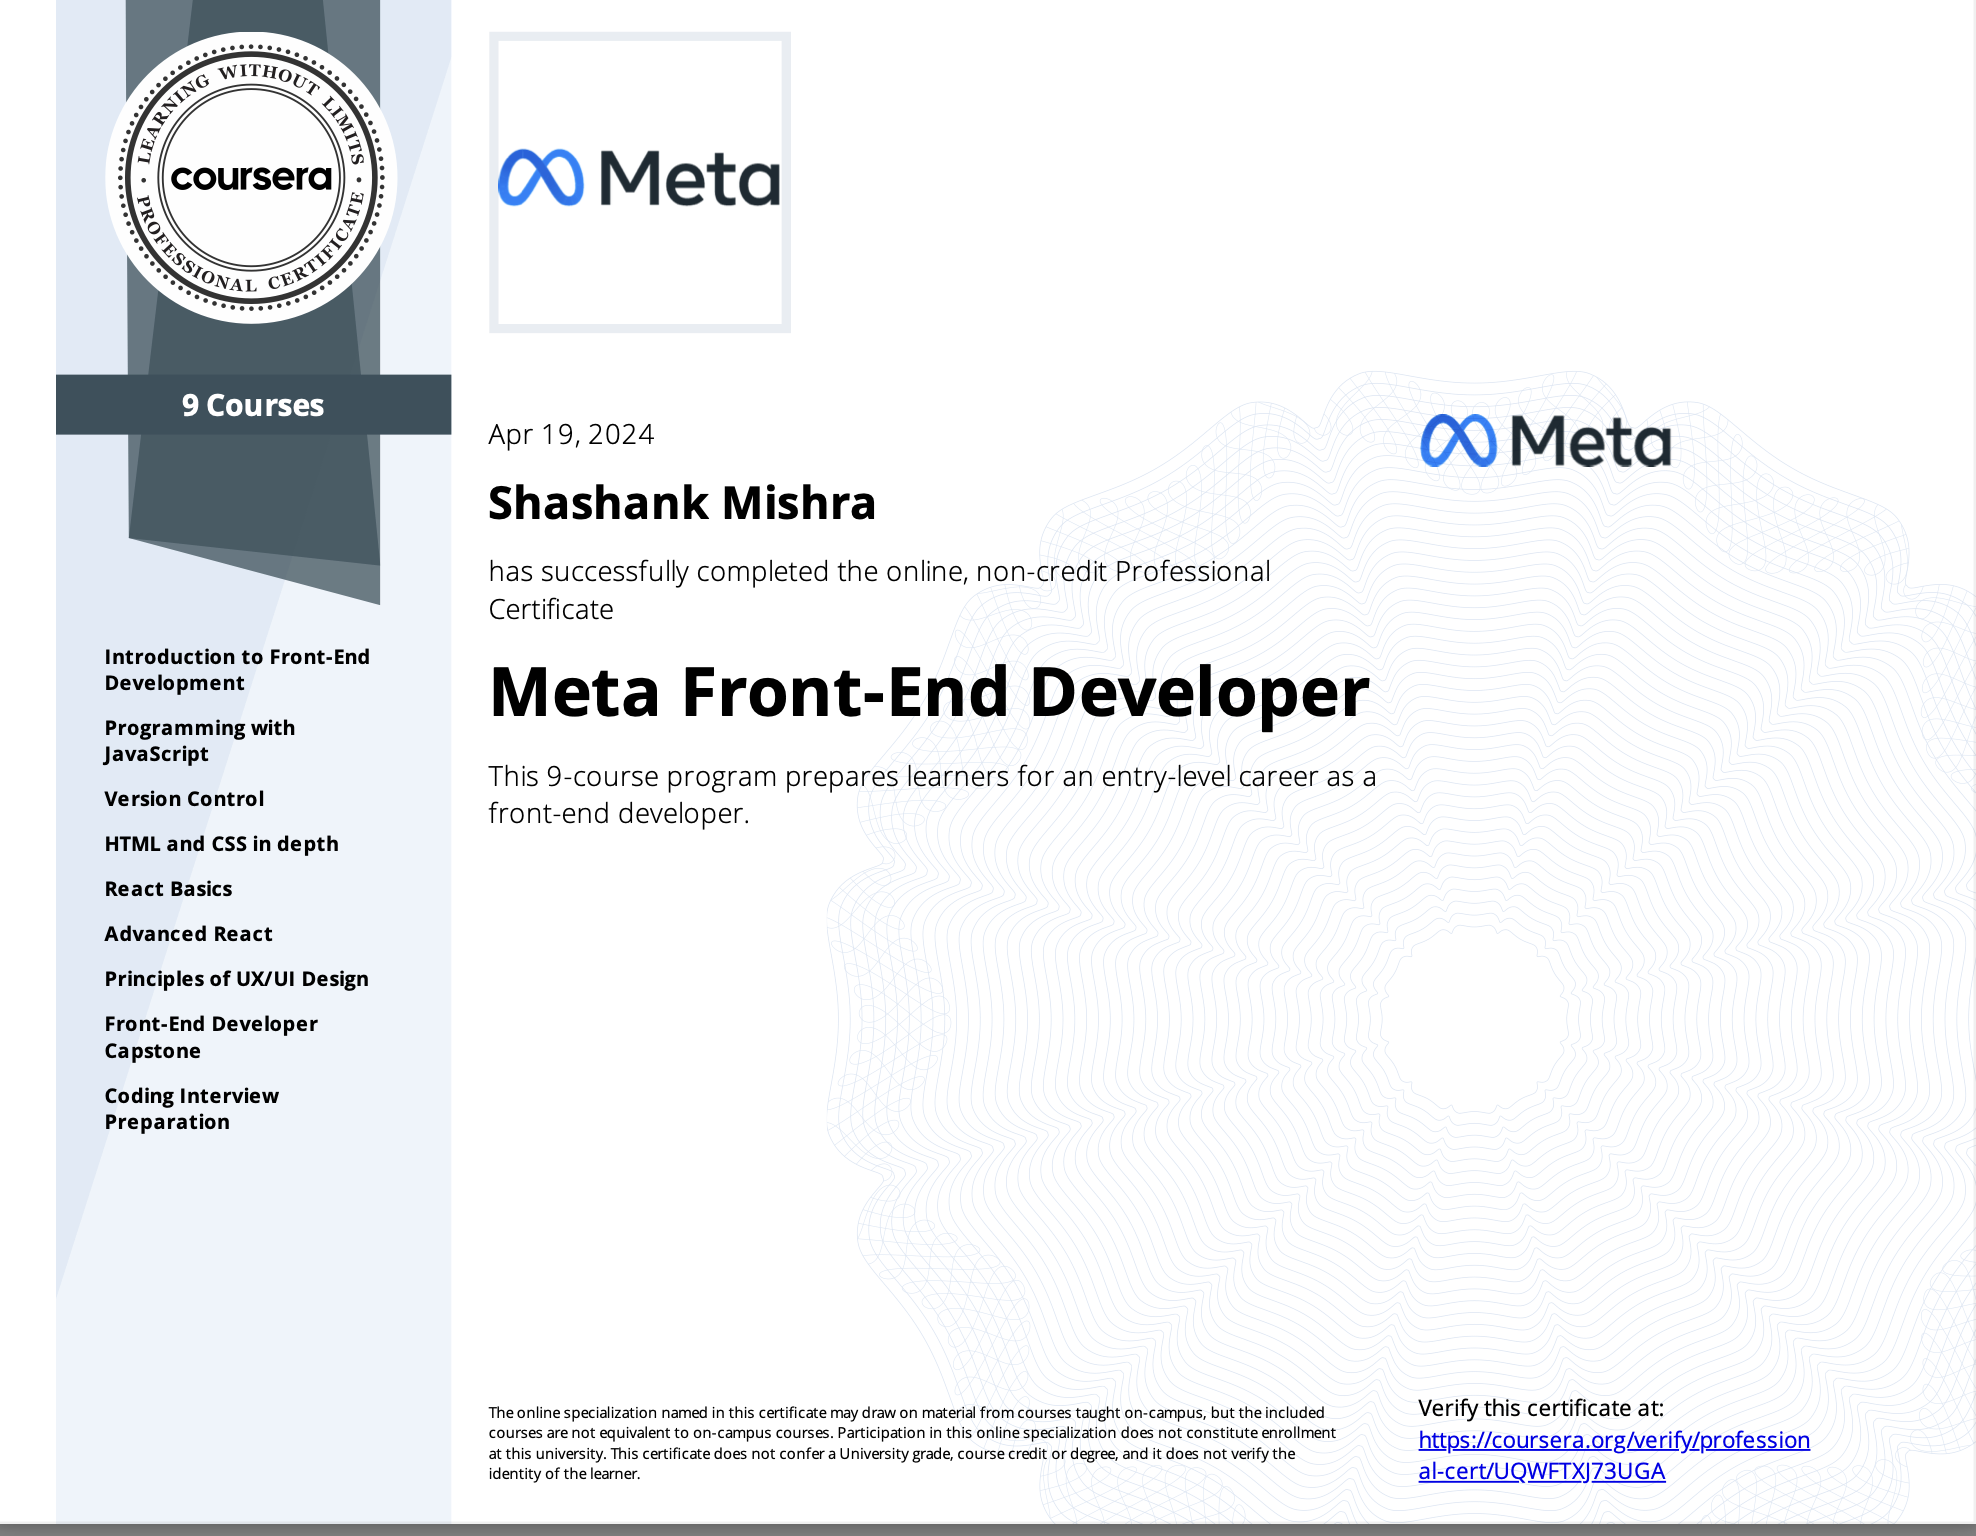 LEARNING WITHOUT LIMITS
coursera
PROFESSIONAL CERTIFICATE
9 Courses
Introduction to Front-End
Development
Programming with
JavaScript
Version Control
HTML and CSS in depth
React Basics
Advanced React
Principles of UX/UI Design
Front-End Developer
Capstone
Coding Interview
Preparation
Meta
Apr 19, 2024
Meta
Shashank Mishra
has successfully completed the online, non-credit Professional
Certificate
Meta Front-End Developer
This 9-course program prepares learners for an entry-level career as a
front-end developer.
The online specialization named in this certificate may draw on material from courses taught on-campus, but the included
courses are not equivalent to on-campus courses. Participation in this online specialization does not constitute enrollment
at this university. This certificate does not confer a University grade, course credit or degree, and it does not verify the
identity of the learner.
Verify this certificate at:
https://coursera.org/verify/profession
al-cert/UQWFTXJ73UGA